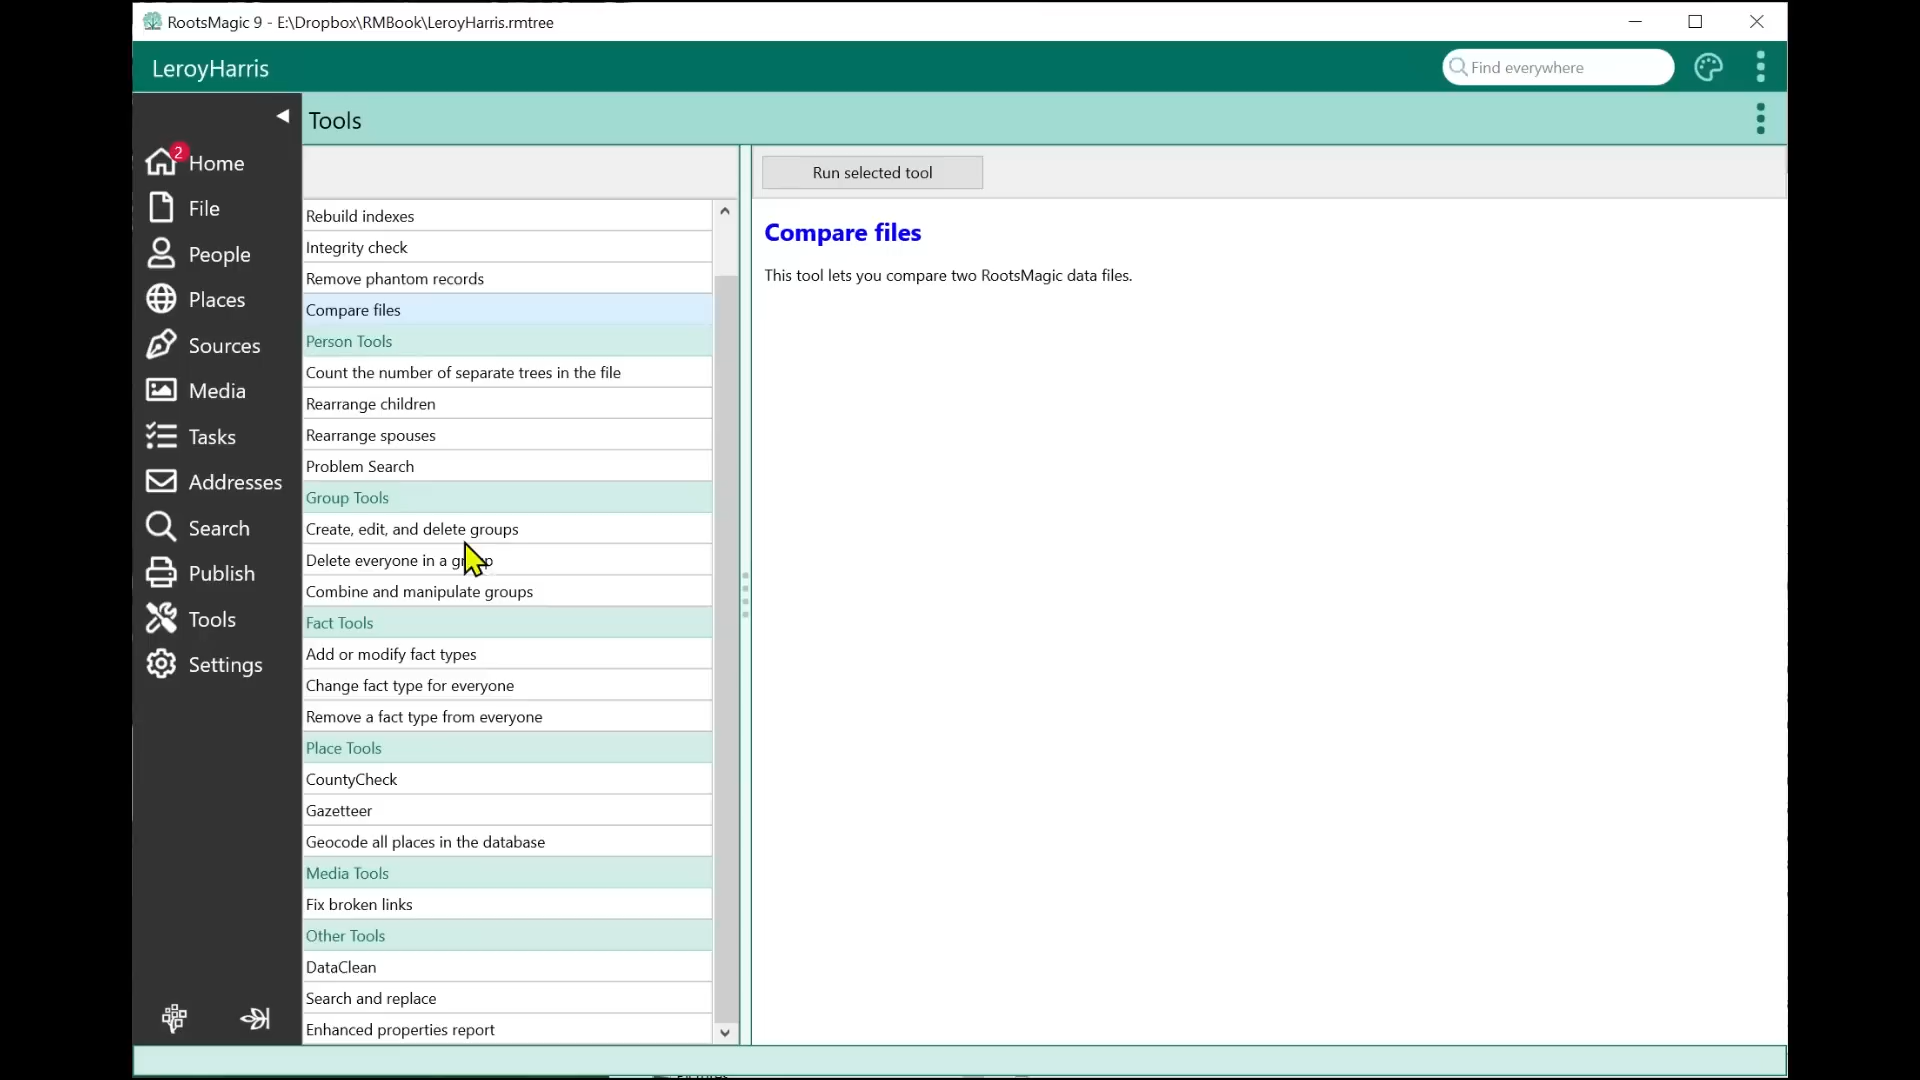 RootsMagic 9 - E:\Dropbox\RMBook\LeroyHarris.rmtree
LeroyHarris
Find everywhere
Tools
2
Home
File
People
Places
Sources
Media
Tasks
Addresses
Search
Publish
Tools
Settings
Rebuild indexes
Integrity check
Remove phantom records
Compare files
Person Tools
Count the number of separate trees in the file
Rearrange children
Rearrange spouses
Problem Search
Group Tools
Create, edit, and delete groups
Delete everyone in a group
Combine and manipulate groups
Fact Tools
Add or modify fact types
Change fact type for everyone
Remove a fact type from everyone
Place Tools
CountyCheck
Gazetteer
Geocode all places in the database
Media Tools
Fix broken links
Other Tools
DataClean
Search and replace
Enhanced properties report
Run selected tool
Compare files
This tool lets you compare two RootsMagic data files.